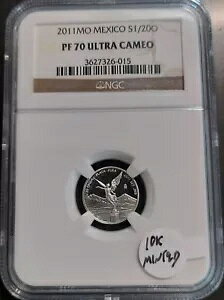 2011MO MEXICO S1/20O
PF 70 ULTRA CAMEO
3627326-015
NGC
10K
MINTED